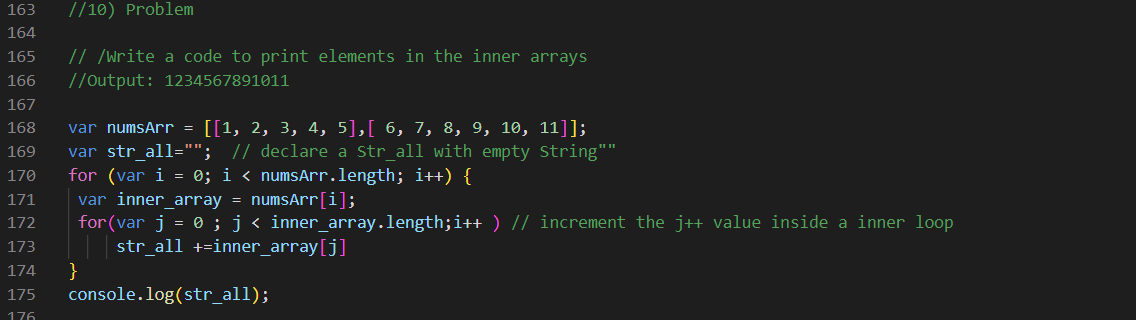 163 //10) Problem
164
165 // /Write a code to print elements in the inner arrays
166 //Output: 1234567891011
167
168 var numsArr = [[1, 2, 3, 4, 5],[ 6, 7, 8, 9, 10, 11]];
169 var str_all="";  // declare a Str_all with empty String""
170 for (var i = 0; i < numsArr.length; i++) {
171  var inner_array = numsArr[i];
172  for(var j = 0 ; j < inner_array.length;i++ ) // increment the j++ value inside a inner loop
173      str_all +=inner_array[j]
174 }
175 console.log(str_all);
176